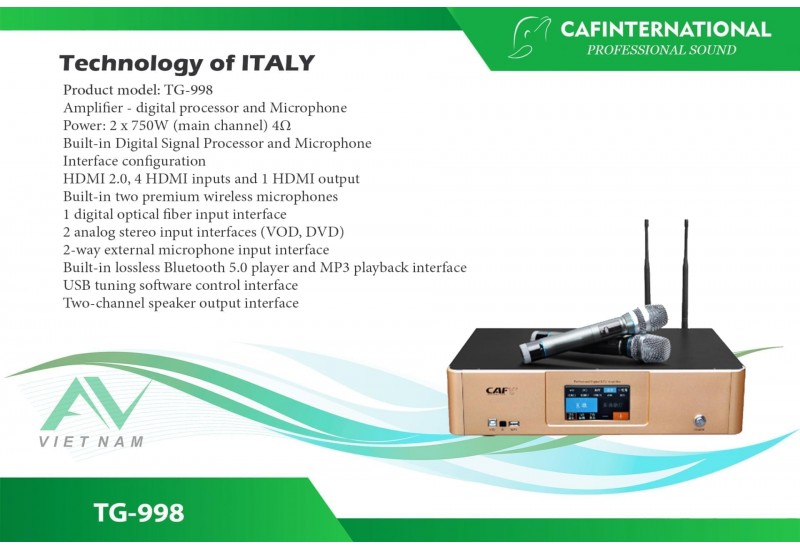 CAFINTERNATIONAL
PROFESSIONAL SOUND
Technology of ITALY
Product model: TG-998
Amplifier - digital processor and Microphone
Power: 2 x 750W (main channel) 4Ω
Built-in Digital Signal Processor and Microphone
Interface configuration
HDMI 2.0, 4 HDMI inputs and 1 HDMI output
Built-in two premium wireless microphones
1 digital optical fiber input interface
2 analog stereo input interfaces (VOD, DVD)
2-way external microphone input interface
Built-in lossless Bluetooth 5.0 player and MP3 playback interface
USB tuning software control interface
Two-channel speaker output interface
CAF
AV
VIET NAM
TG-998